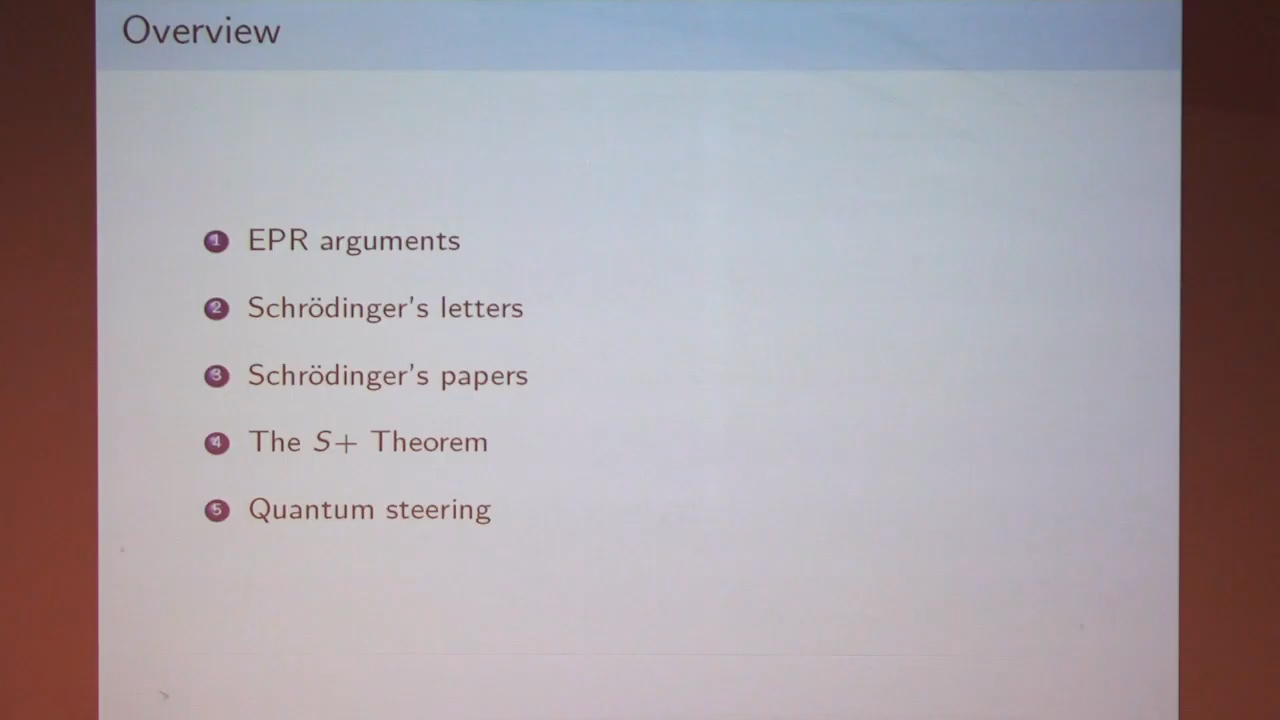 Overview
1 EPR arguments
2 Schrödinger's letters
3 Schrödinger's papers
4 The S+ Theorem
5 Quantum steering